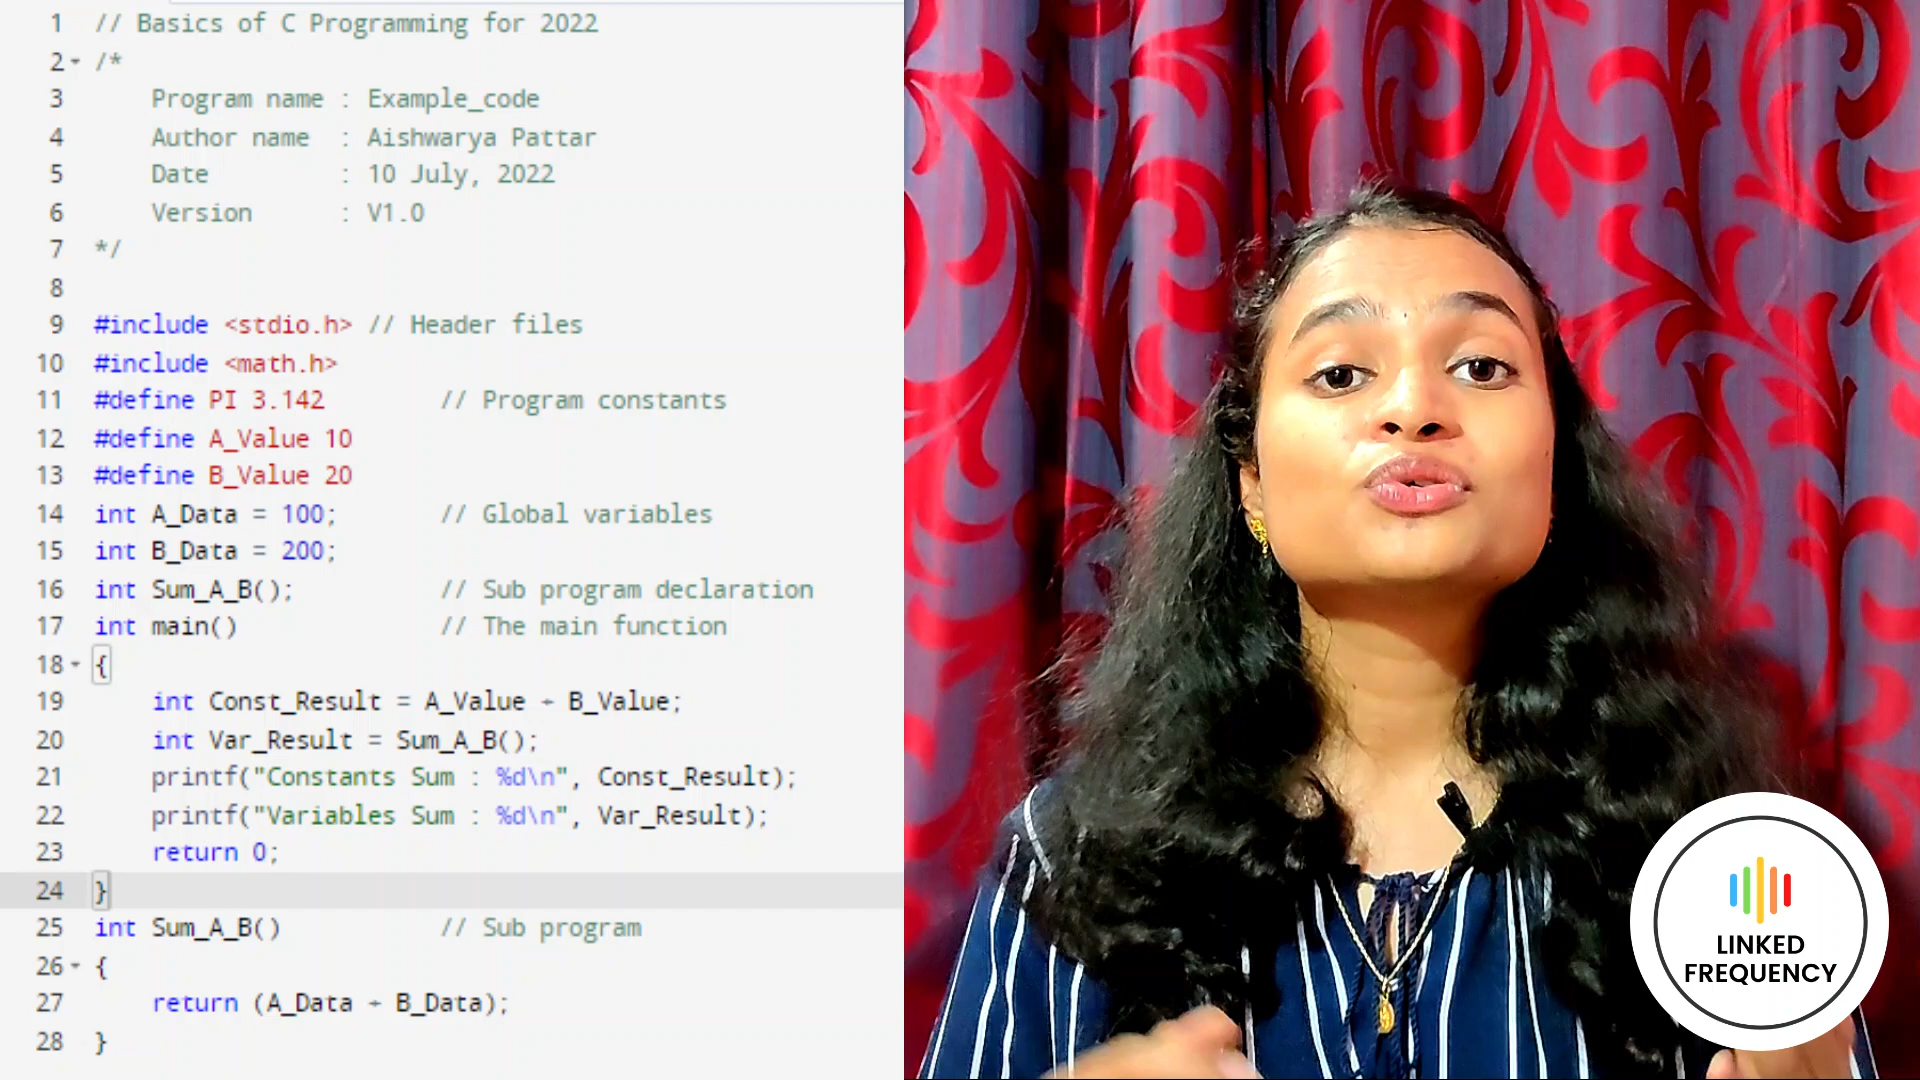 1 // Basics of C Programming for 2022
2 /*
3 Program name : Example_code
4 Author name : Aishwarya Pattar
5 Date : 10 July, 2022
6 Version : V1.0
7 */
8
9 #include <stdio.h> // Header files
10 #include <math.h>
11 #define PI 3.142 // Program constants
12 #define A_Value 10
13 #define B_Value 20
14 int A_Data = 100; // Global variables
15 int B_Data = 200;
16 int Sum_A_B(); // Sub program declaration
17 int main() // The main function
18 {
19 int Const_Result = A_Value + B_Value;
20 int Var_Result = Sum_A_B();
21 printf("Constants Sum : %d\n", Const_Result);
22 printf("Variables Sum : %d\n", Var_Result);
23 return 0;
24 }
25 int Sum_A_B() // Sub program
26 {
27 return (A_Data + B_Data);
28 }
LINKED
FREQUENCY